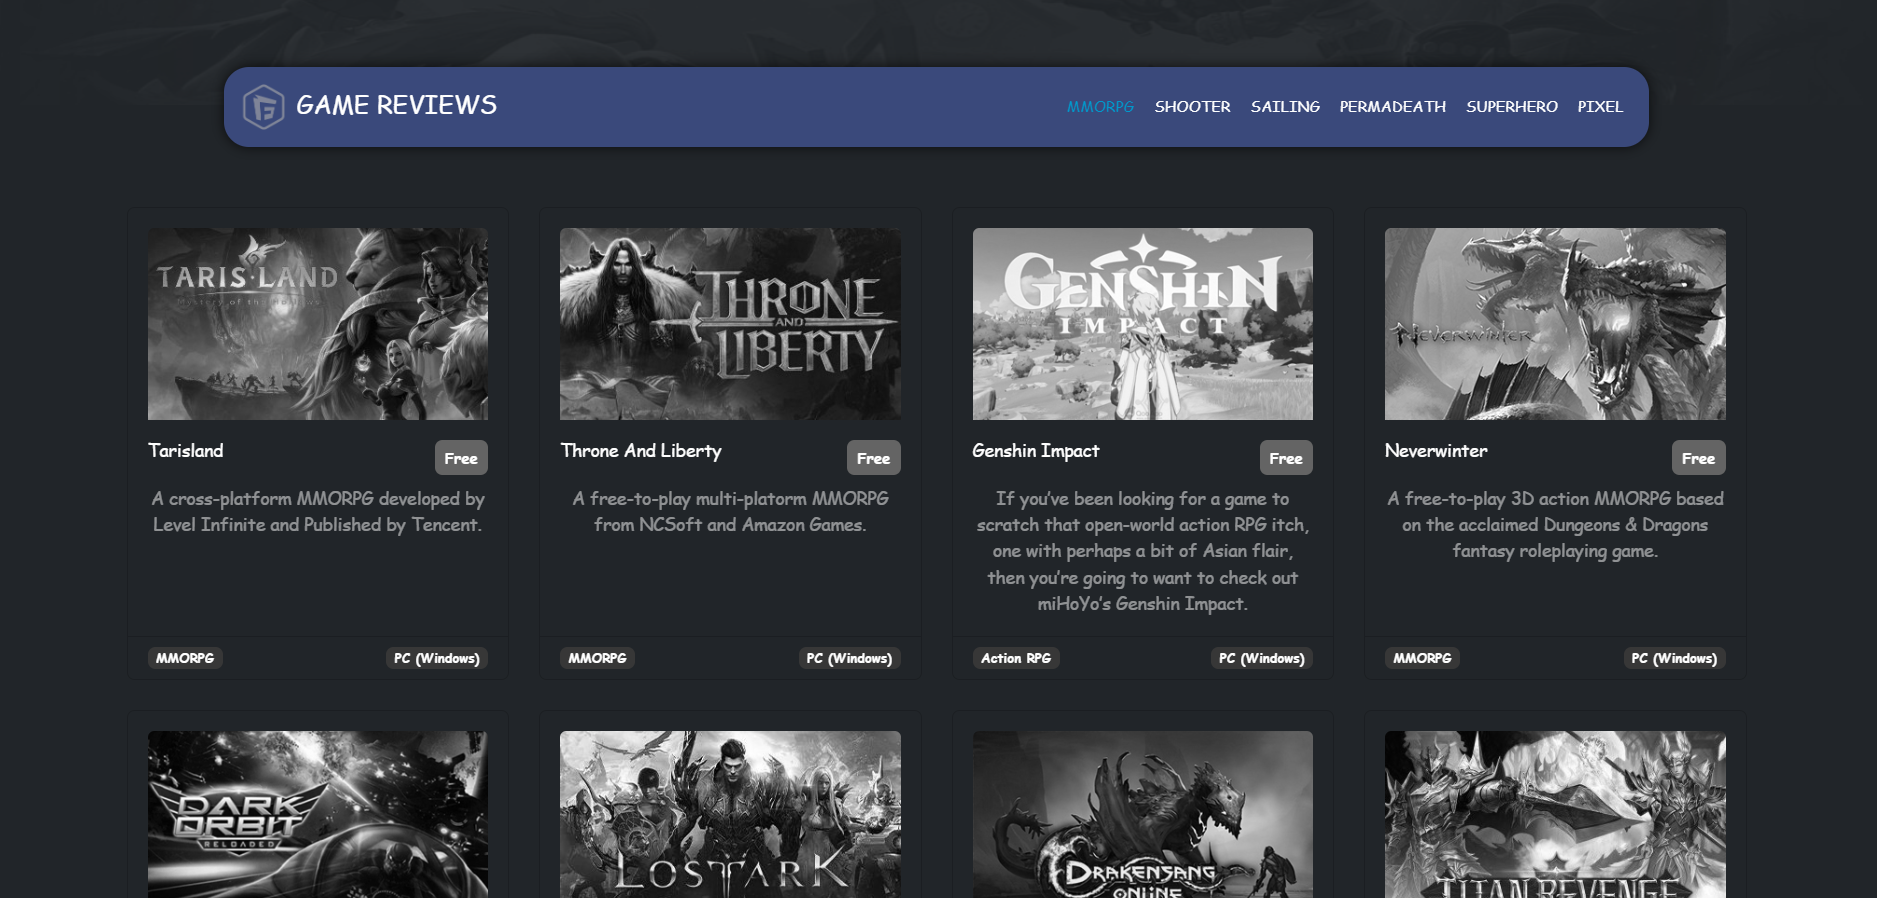 GAME REVIEWS
MMORPG SHOOTER SAILING PERMADEATH SUPERHERO PIXEL
TARISLAND
THRONE
AND
LIBERTY
GENSHIN
IMPACT
NEVERWINTER
Tarisland
Free
A cross-platform MMORPG developed by
Level Infinite and Published by Tencent.
MMORPG
PC (Windows)
Throne And Liberty
Free
A free-to-play multi-platorm MMORPG
from NCSoft and Amazon Games.
MMORPG
PC (Windows)
Genshin Impact
Free
If you’ve been looking for a game to
scratch that open-world action RPG itch,
one with perhaps a bit of Asian flair,
then you’re going to want to check out
miHoYo’s Genshin Impact.
Action RPG
PC (Windows)
Neverwinter
Free
A free-to-play 3D action MMORPG based
on the acclaimed Dungeons & Dragons
fantasy roleplaying game.
MMORPG
PC (Windows)
DARK
ORBIT
RELOADED
LOST ARK
DRAKENSANG
ONLINE
TITAN REVENGE